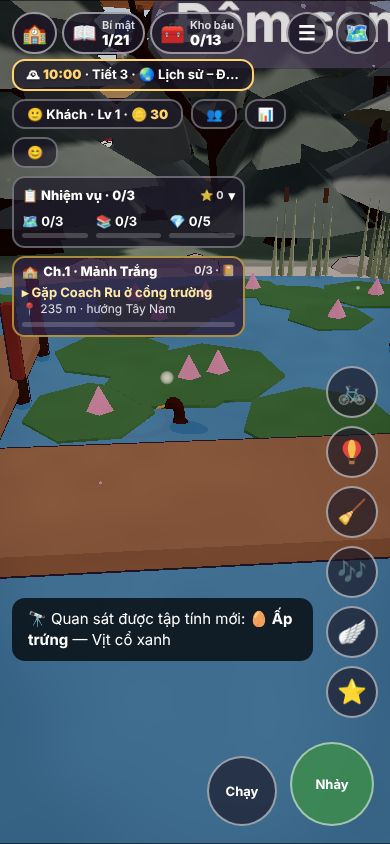 Đầm sen
Bí mật
1/21
Kho báu
0/13
10:00 · Tiết 3 · Lịch sử – Đ...
Khách · Lv 1 · 30
Nhiệm vụ · 0/3
0
0/3
0/3
0/5
Ch.1 · Mảnh Trắng
0/3 ·
Gặp Coach Ru ở cổng trường
235 m · hướng Tây Nam
Quan sát được tập tính mới: Ấp
trứng — Vịt cổ xanh
Chạy
Nhảy